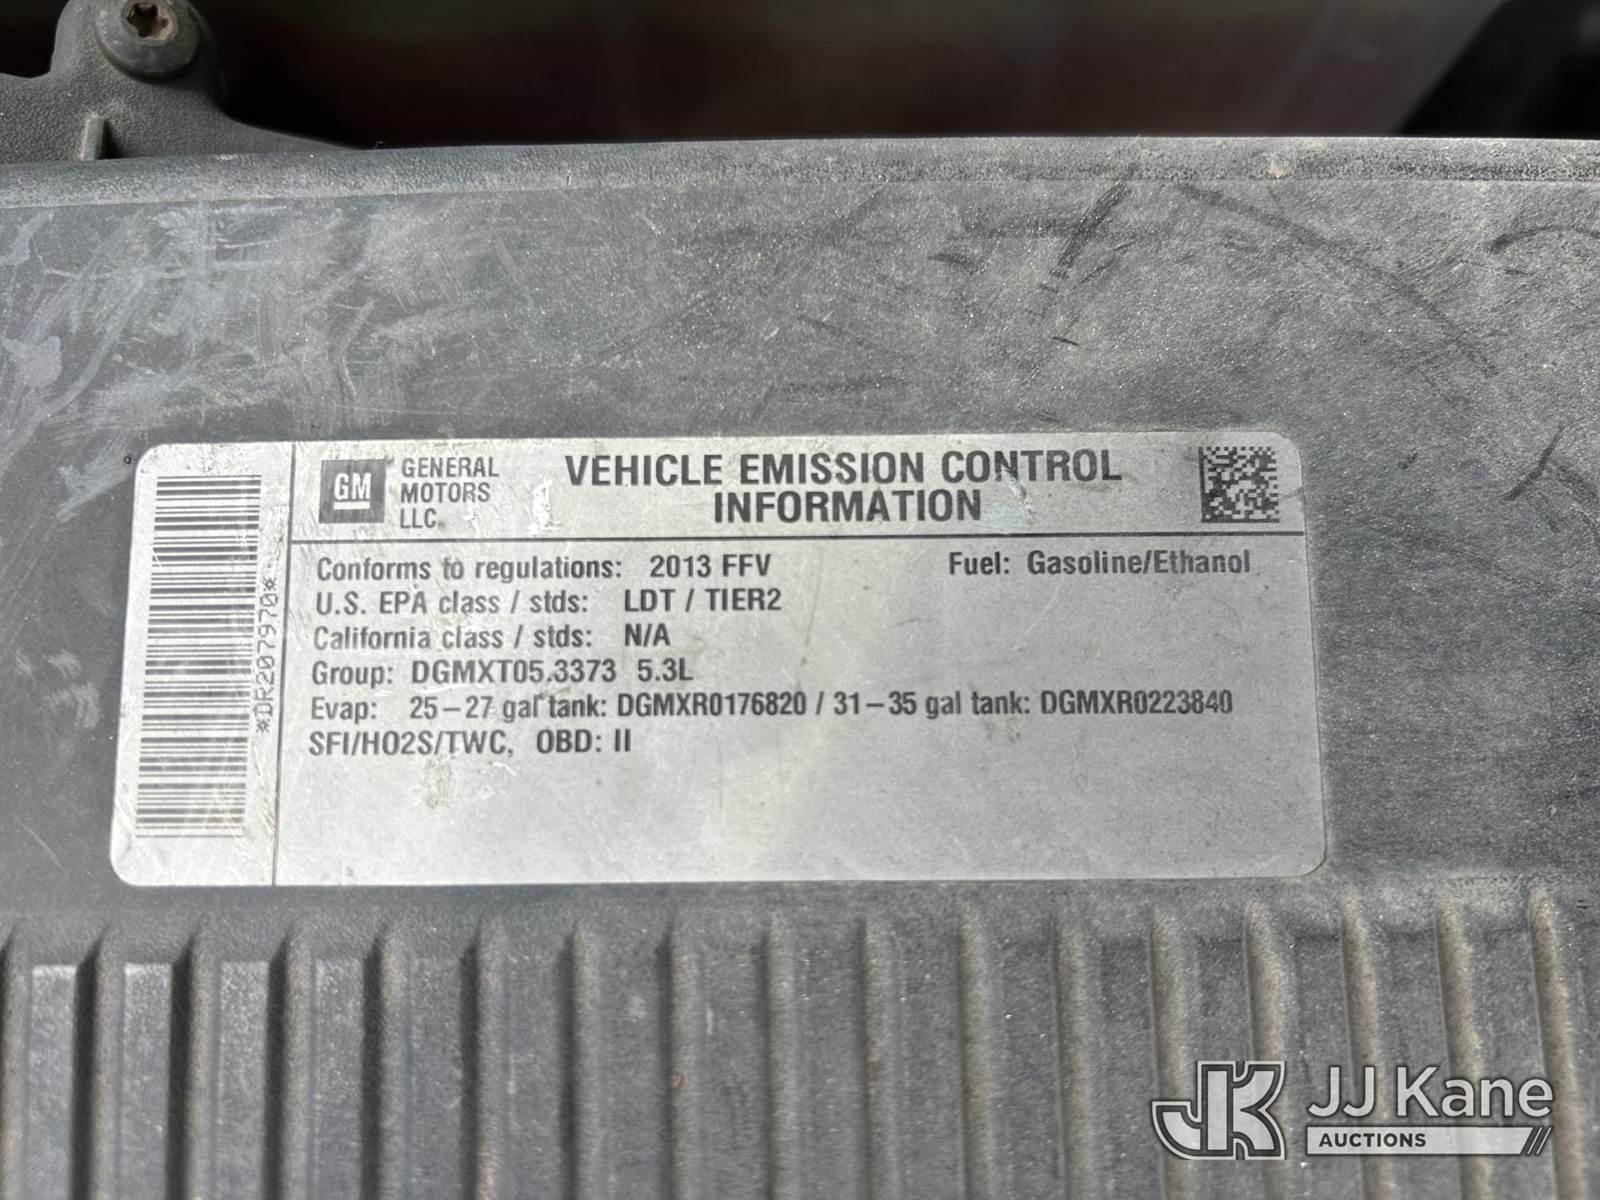 GM
GENERAL
MOTORS
LLC.
VEHICLE EMISSION CONTROL
INFORMATION
*DR207970*
Conforms to regulations: 2013 FFV Fuel: Gasoline/Ethanol
U.S. EPA class / stds: LDT / TIER2
California class / stds: N/A
Group: DGMXT05.3373 5.3L
Evap: 25-27 gal tank: DGMXR0176820 / 31-35 gal tank: DGMXR0223840
SFI/HO2S/TWC, OBD: II
JK
JJ Kane
AUCTIONS